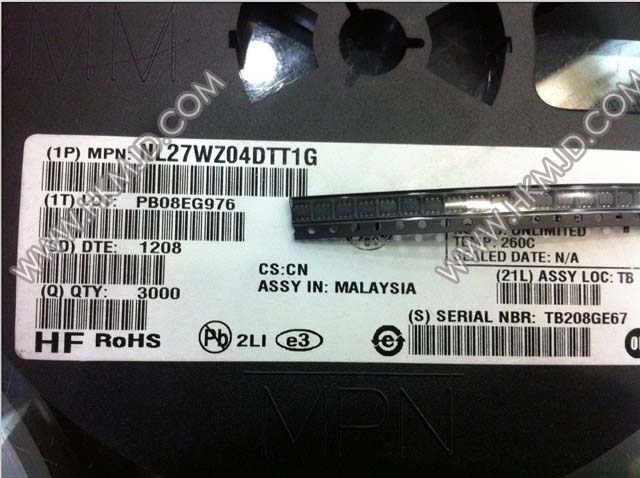 MM
(1P) MPN: NL27WZ04DTT1G
(1T) LOT: PB08EG976
UNLIMITED
TEMP: 260C
SEALED DATE: N/A
(9D) DTE: 1208
CS:CN
ASSY IN: MALAYSIA
(21L) ASSY LOC: TB
(Q) QTY: 3000
(S) SERIAL NBR: TB208GE67
HF RoHS
Pb 2LI e3 e
MPN
WWW.HKMJD.COM
WWW.HKMJD.COM